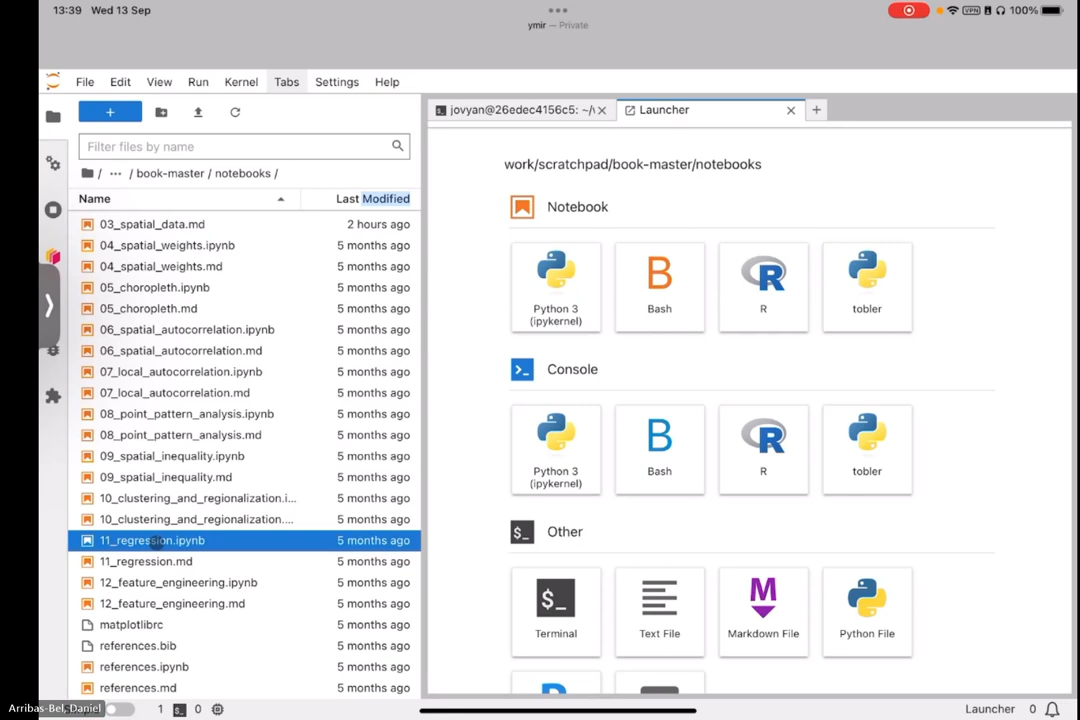 13:39 Wed 13 Sep
VPN 100%
ymir — Private
File Edit View Run Kernel Tabs Settings Help
jovyan@26edec4156c5: ~/
Launcher
Filter files by name
/ ··· / book-master / notebooks /
work/scratchpad/book-master/notebooks
Name Last Modified
03_spatial_data.md 2 hours ago
04_spatial_weights.ipynb 5 months ago
04_spatial_weights.md 5 months ago
05_choropleth.ipynb 5 months ago
05_choropleth.md 5 months ago
06_spatial_autocorrelation.ipynb 5 months ago
06_spatial_autocorrelation.md 5 months ago
07_local_autocorrelation.ipynb 5 months ago
07_local_autocorrelation.md 5 months ago
08_point_pattern_analysis.ipynb 5 months ago
08_point_pattern_analysis.md 5 months ago
09_spatial_inequality.ipynb 5 months ago
09_spatial_inequality.md 5 months ago
10_clustering_and_regionalization.i... 5 months ago
10_clustering_and_regionalization.... 5 months ago
11_regression.ipynb 5 months ago
11_regression.md 5 months ago
12_feature_engineering.ipynb 5 months ago
12_feature_engineering.md 5 months ago
matplotlibrc 5 months ago
references.bib 5 months ago
references.ipynb 5 months ago
references.md 5 months ago
Notebook
Python 3
(ipykernel)
B
Bash
R
R
tobler
Console
Python 3
(ipykernel)
B
Bash
R
R
tobler
$_ Other
$_
Terminal
Text File
M
Markdown File
Python File
Arribas-Bel, Daniel
1 $_ 0
Launcher 0